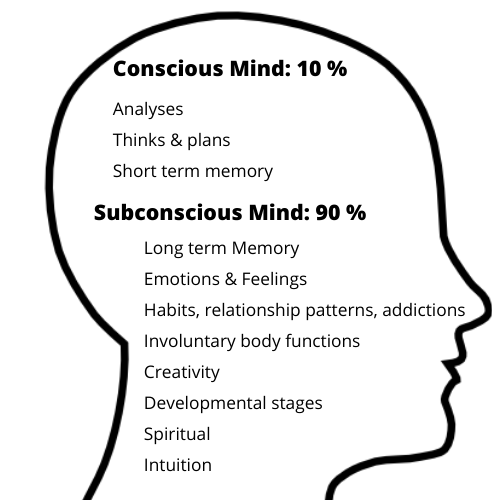 Conscious Mind: 10 %
Analyses
Thinks & plans
Short term memory
Subconscious Mind: 90 %
Long term Memory
Emotions & Feelings
Habits, relationship patterns, addictions
Involuntary body functions
Creativity
Developmental stages
Spiritual
Intuition